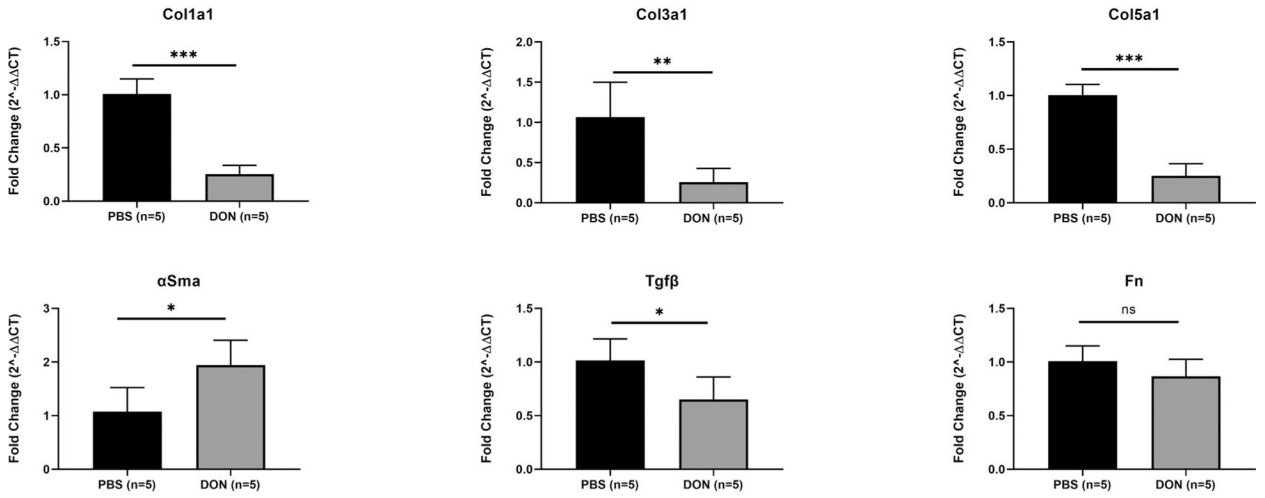 Col1a1
Fold Change (2^-ΔΔCT)
1.5
1.0
0.5
0.0
***
PBS (n=5) DON (n=5)
Col3a1
Fold Change (2^-ΔΔCT)
2.0
1.5
1.0
0.5
0.0
**
PBS (n=5) DON (n=5)
Col5a1
Fold Change (2^-ΔΔCT)
1.5
1.0
0.5
0.0
***
PBS (n=5) DON (n=5)
αSma
Fold Change (2^-ΔΔCT)
3
2
1
0
*
PBS (n=5) DON (n=5)
Tgfβ
Fold Change (2^-ΔΔCT)
1.5
1.0
0.5
0.0
*
PBS (n=5) DON (n=5)
Fn
Fold Change (2^-ΔΔCT)
1.5
1.0
0.5
0.0
ns
PBS (n=5) DON (n=5)